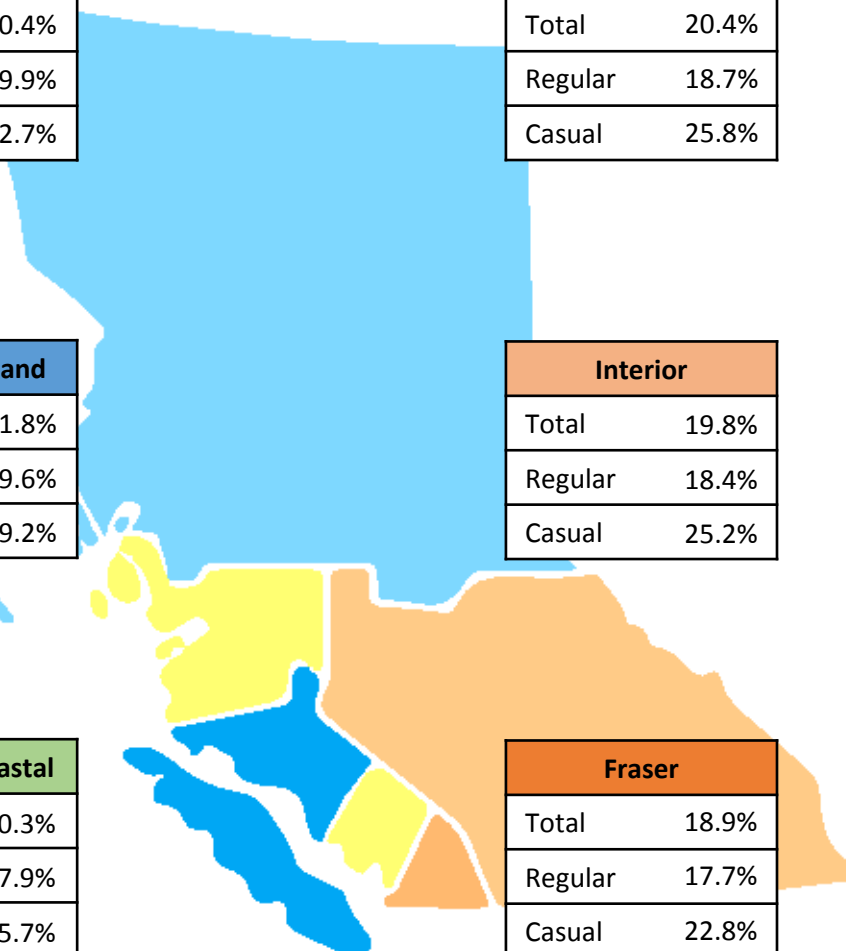 0.4%
9.9%
2.7%
Total 20.4%
Regular 18.7%
Casual 25.8%
and
1.8%
9.6%
9.2%
Interior
Total 19.8%
Regular 18.4%
Casual 25.2%
astal
0.3%
7.9%
5.7%
Fraser
Total 18.9%
Regular 17.7%
Casual 22.8%